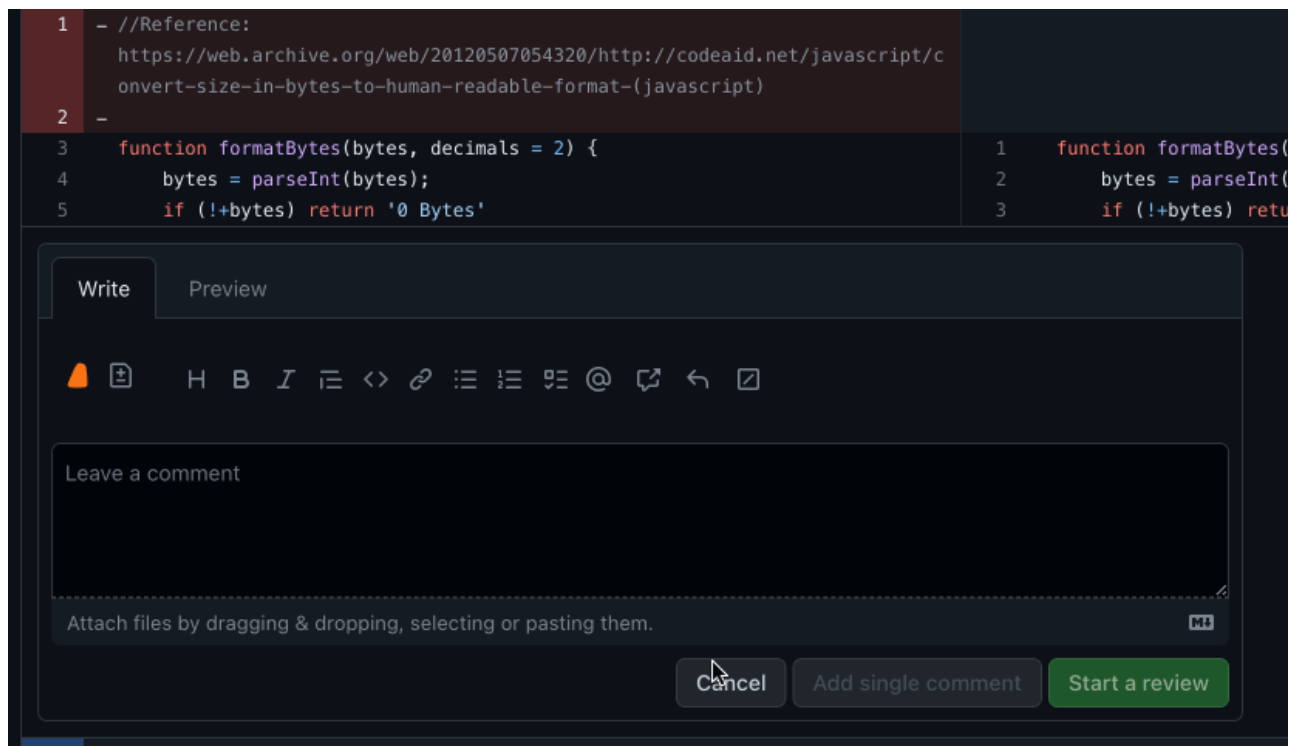 1 - //Reference:
https://web.archive.org/web/20120507054320/http://codeaid.net/javascript/c
onvert-size-in-bytes-to-human-readable-format-(javascript)
2 -
3 function formatBytes(bytes, decimals = 2) {
4 bytes = parseInt(bytes);
5 if (!+bytes) return '0 Bytes'
1 function formatBytes(
2 bytes = parseInt(
3 if (!+bytes) retu
Write Preview
Leave a comment
Attach files by dragging & dropping, selecting or pasting them.
Cancel Add single comment Start a review